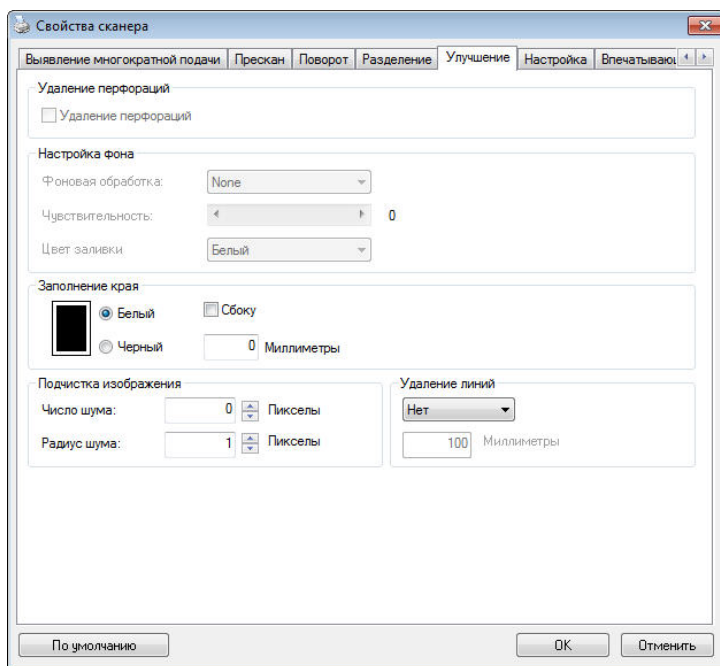 Свойства сканера
Выявление многократной подачи Прескан Поворот Разделение Улучшение Настройка Впечатываю
Удаление перфораций
Удаление перфораций
Настройка фона
Фоновая обработка: None
Чувствительность: 0
Цвет заливки Белый
Заполнение края
Белый Сбоку
Черный 0 Миллиметры
Подчистка изображения Удаление линий
Число шума: 0 Пикселы Нет
Радиус шума: 1 Пикселы 100 Миллиметры
По умолчанию OK Отменить